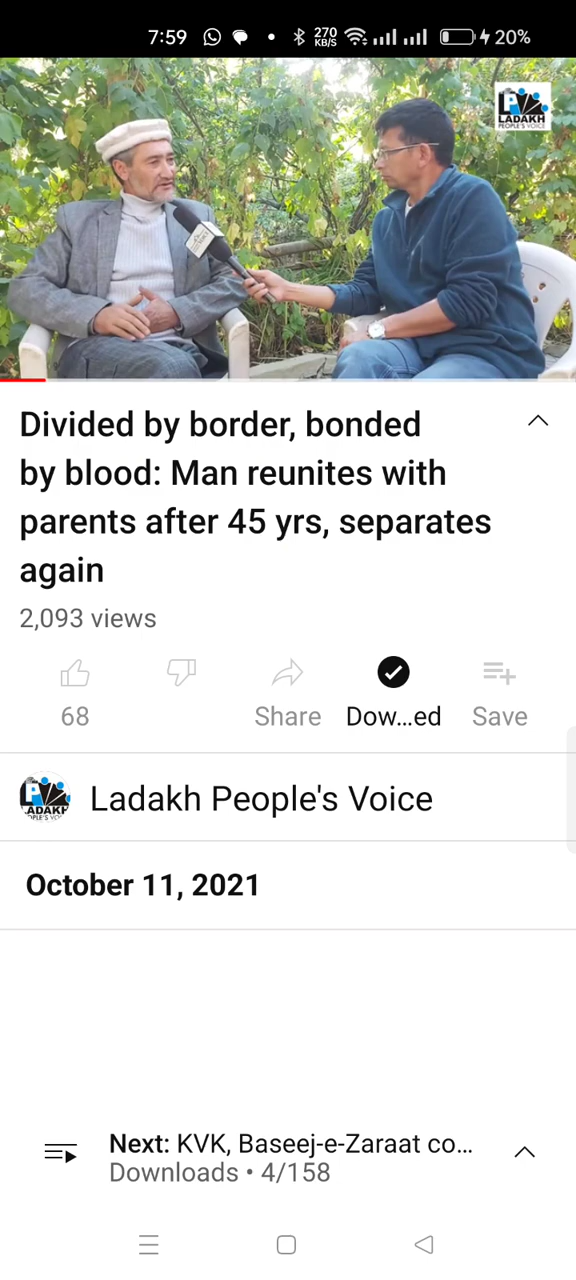 7:59
270
KB/S
20%
LADAKH
PEOPLE'S VOICE
Divided by border, bonded
by blood: Man reunites with
parents after 45 yrs, separates
again
2,093 views
68
Share
Dow...ed
Save
Ladakh People's Voice
October 11, 2021
Next: KVK, Baseej-e-Zaraat co...
Downloads • 4/158